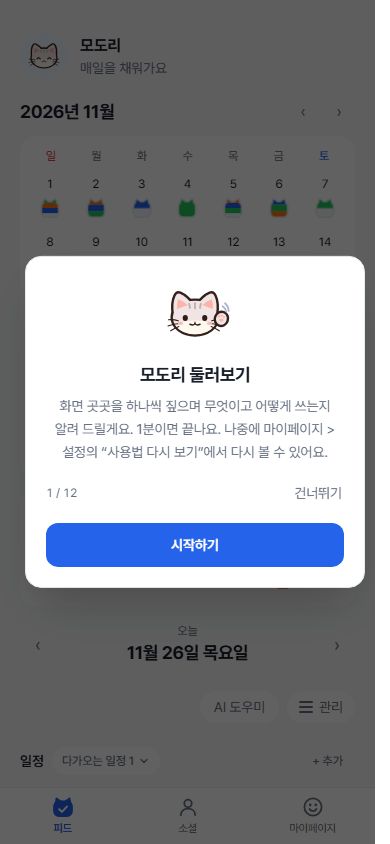 모도리
매일을 채워가요
2026년 11월
‹ ›
일 월 화 수 목 금 토
1 2 3 4 5 6 7
8 9 10 11 12 13 14
모도리 둘러보기
화면 곳곳을 하나씩 짚으며 무엇이고 어떻게 쓰는지
알려 드릴게요. 1분이면 끝나요. 나중에 마이페이지 >
설정의 “사용법 다시 보기”에서 다시 볼 수 있어요.
1 / 12 건너뛰기
시작하기
오늘
‹ 11월 26일 목요일 ›
AI 도우미 관리
일정 다가오는 일정 1 + 추가
피드 소셜 마이페이지